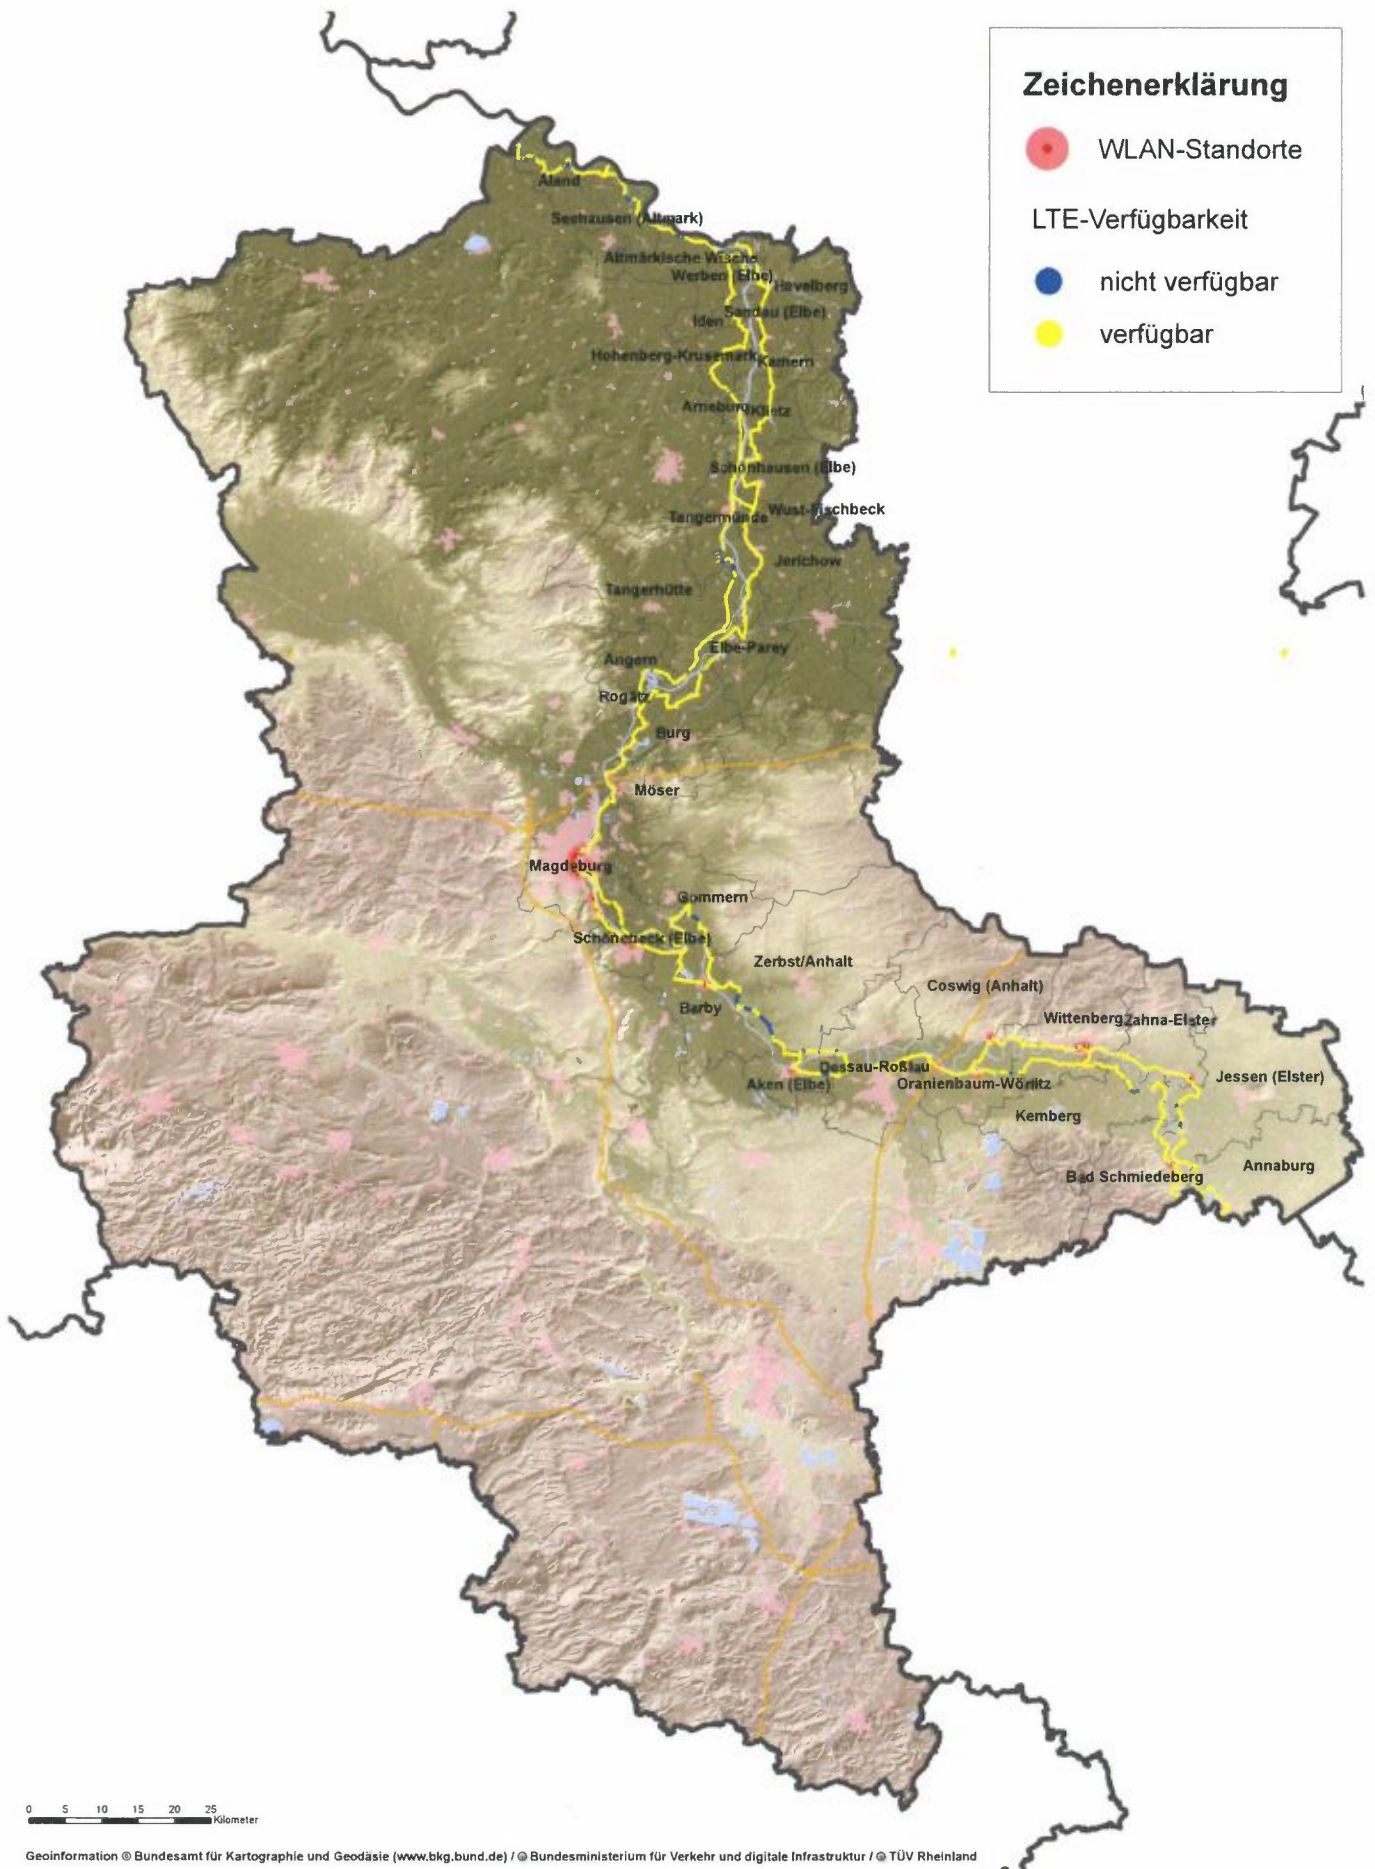 Zeichenerklärung
WLAN-Standorte
LTE-Verfügbarkeit
nicht verfügbar
verfügbar
Aland
Seehausen (Altmark)
Altmärkische Wische
Werben (Elbe)
Havelberg
Sandau (Elbe)
Iden
Hohenberg-Krusemark
Kamern
Arneburg
Klietz
Schönhausen (Elbe)
Wust-Fischbeck
Tangermünde
Jerichow
Tangerhütte
Elbe-Parey
Angern
Rogätz
Burg
Möser
Magdeburg
Gommern
Schönebeck (Elbe)
Zerbst/Anhalt
Coswig (Anhalt)
Barby
Wittenberg
Zahna-Elster
Dessau-Roßlau
Jessen (Elster)
Aken (Elbe)
Oranienbaum-Wörlitz
Kemberg
Annaburg
Bad Schmiedeberg
0 5 10 15 20 25
Kilometer
Geoinformation © Bundesamt für Kartographie und Geodäsie (www.bkg.bund.de) / © Bundesministerium für Verkehr und digitale Infrastruktur / © TÜV Rheinland